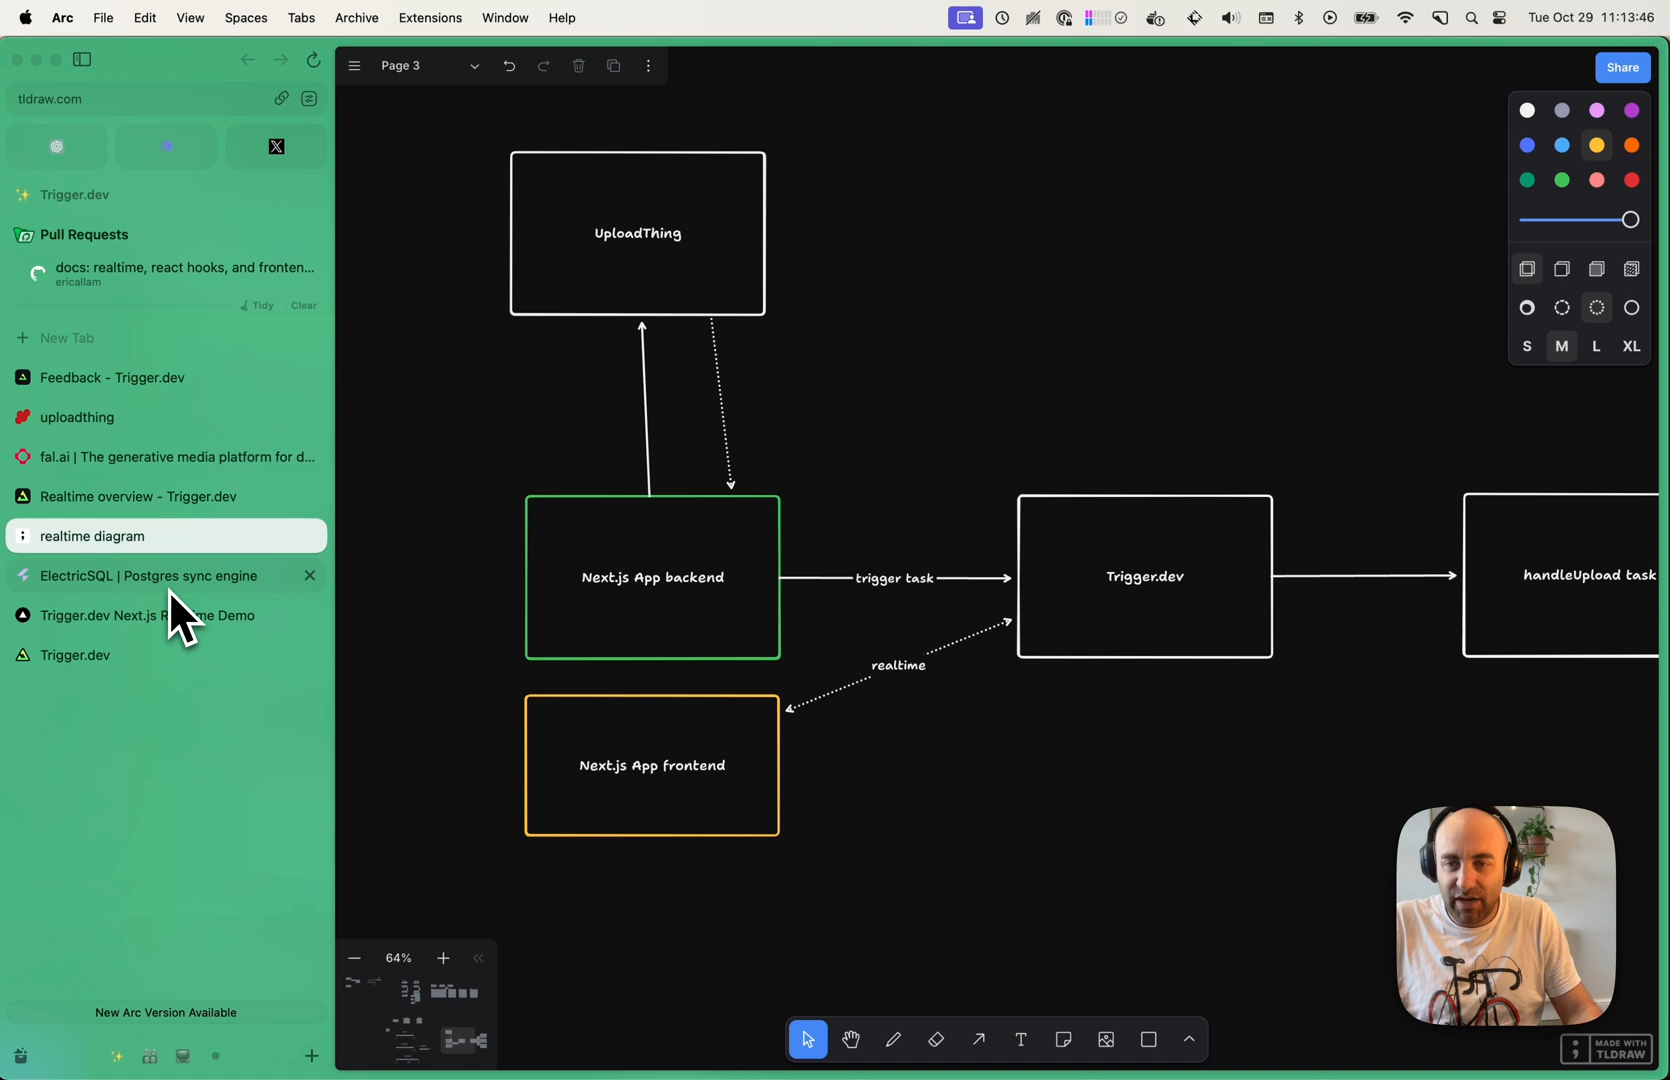 Arc File Edit View Spaces Tabs Archive Extensions Window Help Tue Oct 29 11:13:46
Page 3
Share
tldraw.com
Trigger.dev
Pull Requests
docs: realtime, react hooks, and fronten...
ericallam
Tidy Clear
New Tab
Feedback - Trigger.dev
uploadthing
fal.ai | The generative media platform for d...
Realtime overview - Trigger.dev
realtime diagram
ElectricSQL | Postgres sync engine
Trigger.dev Next.js R me Demo
Trigger.dev
New Arc Version Available
S M L XL
UploadThing
Next.js App backend
trigger task
Trigger.dev
handleUpload task
realtime
Next.js App frontend
64%
MADE WITH
TLDRAW